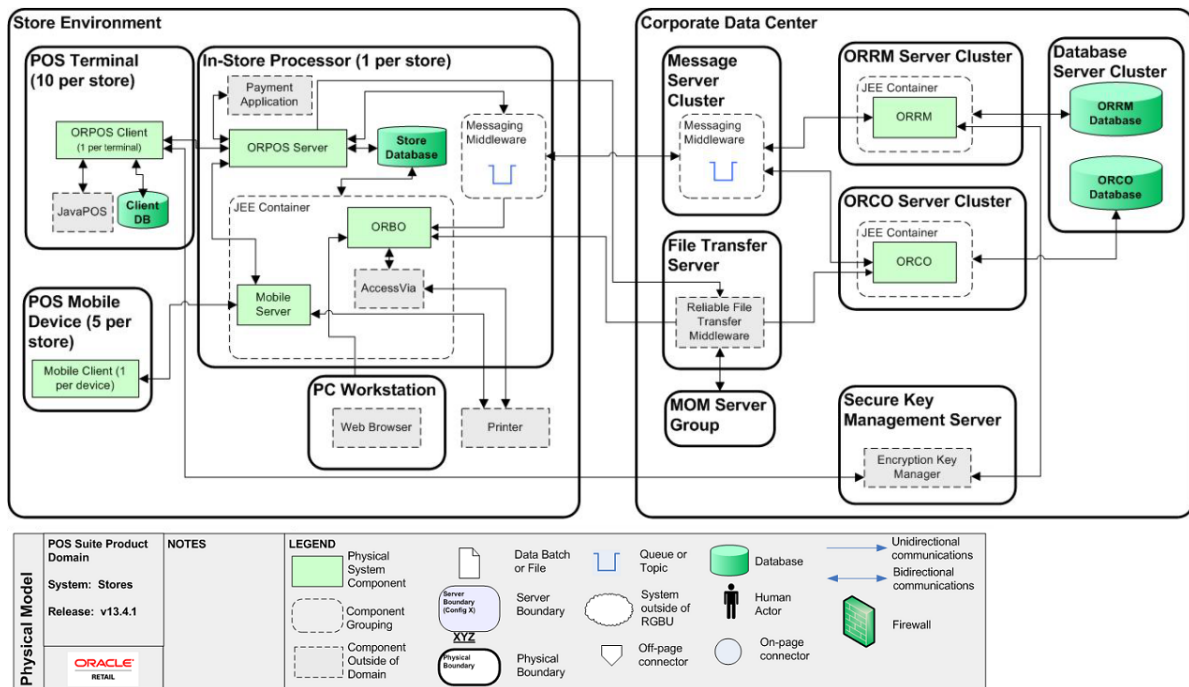 Store Environment
POS Terminal
(10 per store)
ORPOS Client
(1 per terminal)
JavaPOS
Client
DB
POS Mobile
Device (5 per
store)
Mobile Client (1
per device)
In-Store Processor (1 per store)
Payment
Application
ORPOS Server
Store
Database
Messaging
Middleware
JEE Container
ORBO
AccessVia
Mobile
Server
PC Workstation
Web Browser
Printer
Corporate Data Center
Message
Server
Cluster
Messaging
Middleware
File Transfer
Server
Reliable File
Transfer
Middleware
MOM Server
Group
ORRM Server Cluster
JEE Container
ORRM
ORCO Server Cluster
JEE Container
ORCO
Database
Server Cluster
ORRM
Database
ORCO
Database
Secure Key
Management Server
Encryption Key
Manager
Physical Model
POS Suite Product
Domain
System: Stores
Release: v13.4.1
ORACLE
RETAIL
NOTES
LEGEND
Physical
System
Component
Component
Grouping
Component
Outside of
Domain
Data Batch
or File
Server
Boundary
(Config X)
XYZ
Server
Boundary
Physical
Boundary
Physical
Boundary
Queue or
Topic
System
outside of
RGBU
Off-page
connector
Database
Human
Actor
On-page
connector
Unidirectional
communications
Bidirectional
communications
Firewall